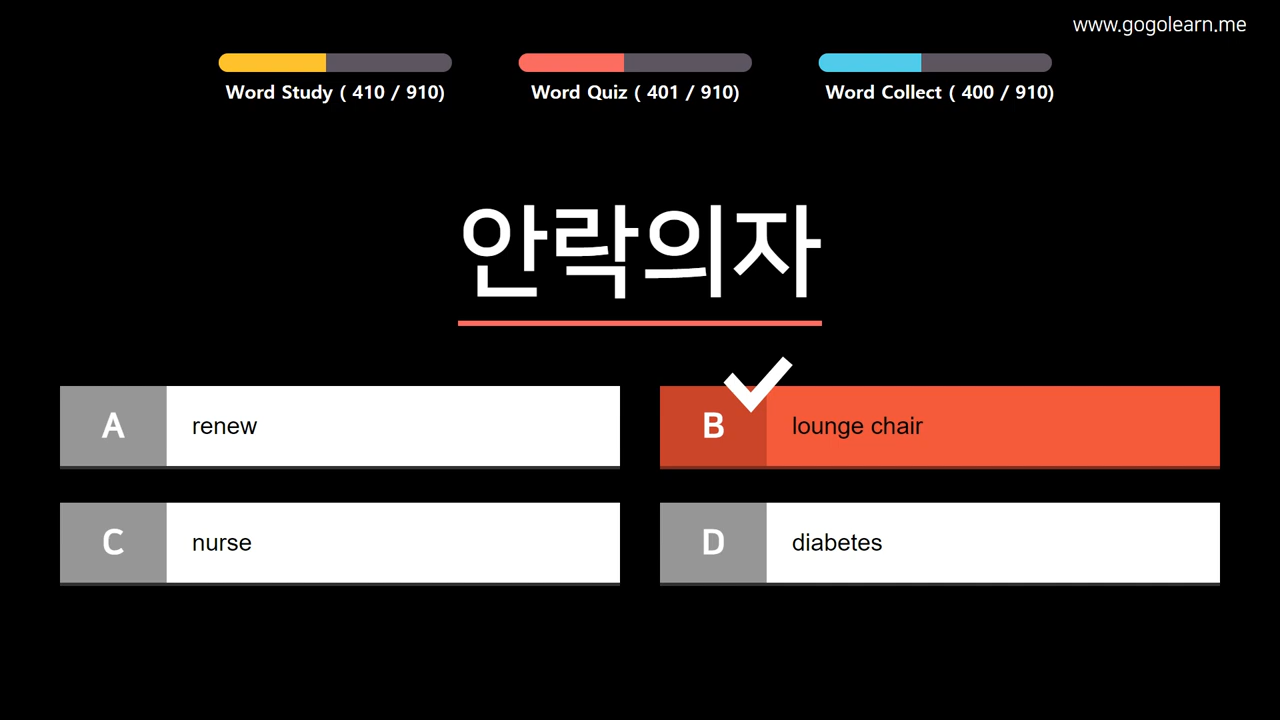 www.gogolearn.me
Word Study ( 410 / 910)
Word Quiz ( 401 / 910)
Word Collect ( 400 / 910)
안락의자
A renew
B lounge chair
C nurse
D diabetes